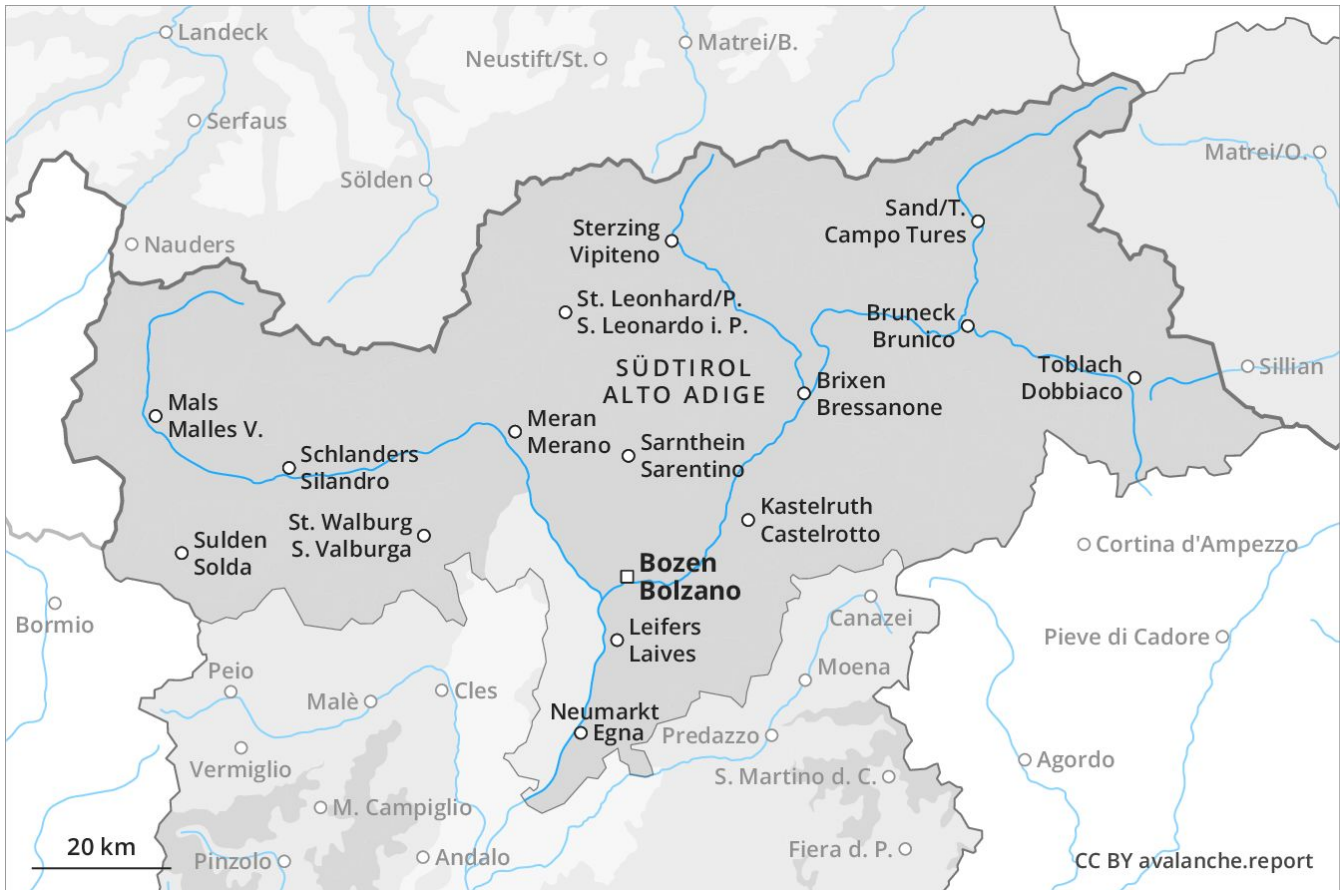 Landeck
Neustift/St.
Matrei/B.
Serfaus
Matrei/O.
Sölden
Sand/T.
Campo Tures
Sterzing
Vipiteno
Nauders
St. Leonhard/P.
S. Leonardo i. P.
Bruneck
Brunico
SÜDTIROL
ALTO ADIGE
Toblach
Dobbiaco
Sillian
Brixen
Bressanone
Mals
Malles V.
Meran
Merano
Sarnthein
Sarentino
Schlanders
Silandro
Kastelruth
Castelrotto
St. Walburg
S. Valburga
Sulden
Solda
Cortina d'Ampezzo
Bozen
Bolzano
Bormio
Canazei
Leifers
Laives
Pieve di Cadore
Peio
Moena
Malè
Cles
Neumarkt
Egna
Predazzo
Vermiglio
Agordo
S. Martino d. C.
M. Campiglio
20 km
Pinzolo
Andalo
Fiera d. P.
CC BY avalanche.report